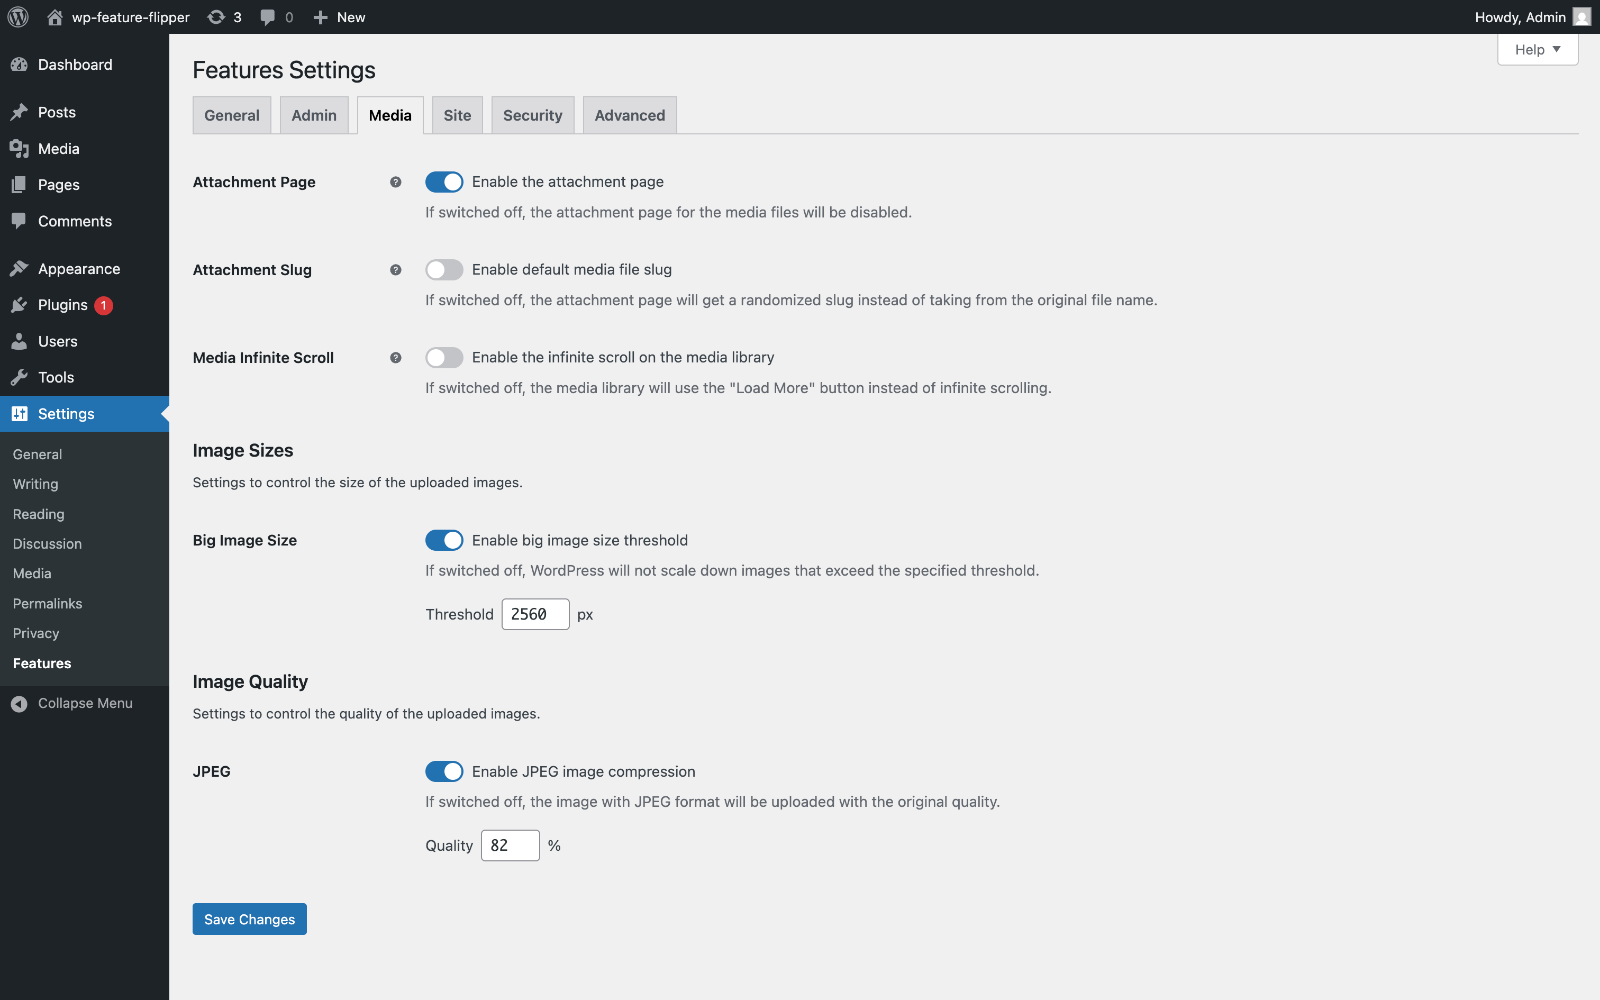 wp-feature-flipper 3 0 New Howdy, Admin
Help
Dashboard
Posts
Media
Pages
Comments
Appearance
Plugins 1
Users
Tools
Settings
General
Writing
Reading
Discussion
Media
Permalinks
Privacy
Features
Collapse Menu
Features Settings
General Admin Media Site Security Advanced
Attachment Page ? Enable the attachment page
If switched off, the attachment page for the media files will be disabled.
Attachment Slug ? Enable default media file slug
If switched off, the attachment page will get a randomized slug instead of taking from the original file name.
Media Infinite Scroll ? Enable the infinite scroll on the media library
If switched off, the media library will use the "Load More" button instead of infinite scrolling.
Image Sizes
Settings to control the size of the uploaded images.
Big Image Size Enable big image size threshold
If switched off, WordPress will not scale down images that exceed the specified threshold.
Threshold 2560 px
Image Quality
Settings to control the quality of the uploaded images.
JPEG Enable JPEG image compression
If switched off, the image with JPEG format will be uploaded with the original quality.
Quality 82 %
Save Changes